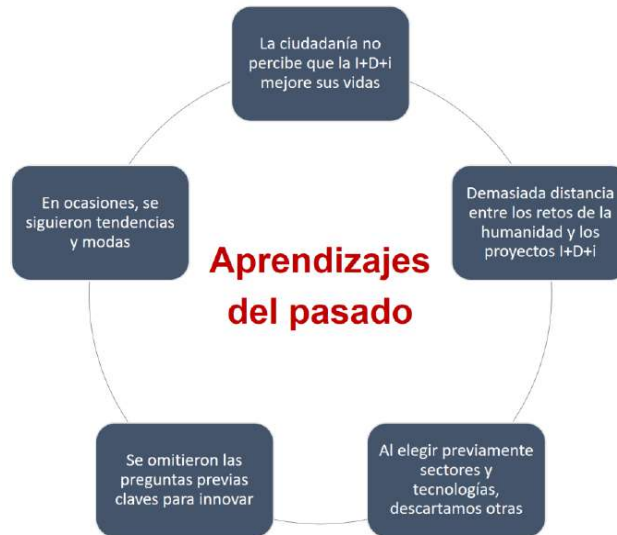 La ciudadanía no
percibe que la I+D+i
mejore sus vidas
En ocasiones, se
siguieron tendencias
y modas
Demasiada distancia
entre los retos de la
humanidad y los
proyectos I+D+i
Aprendizajes
del pasado
Se omitieron las
preguntas previas
claves para innovar
Al elegir previamente
sectores y
tecnologías,
descartamos otras